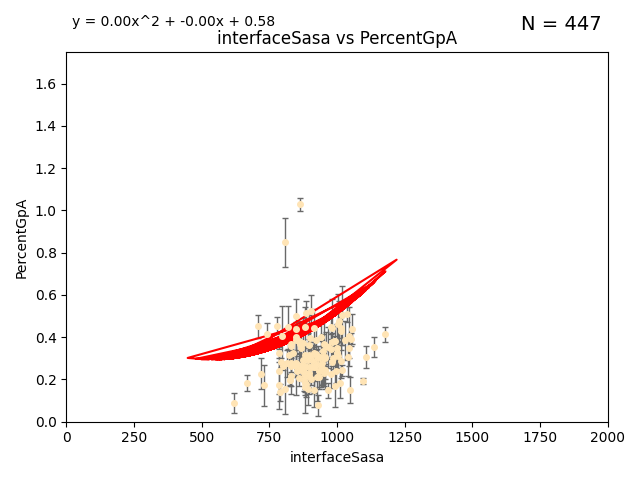 y = 0.00x^2 + -0.00x + 0.58
N = 447
interfaceSasa vs PercentGpA
PercentGpA
1.6
1.4
1.2
1.0
0.8
0.6
0.4
0.2
0.0
0 250 500 750 1000 1250 1500 1750 2000
interfaceSasa